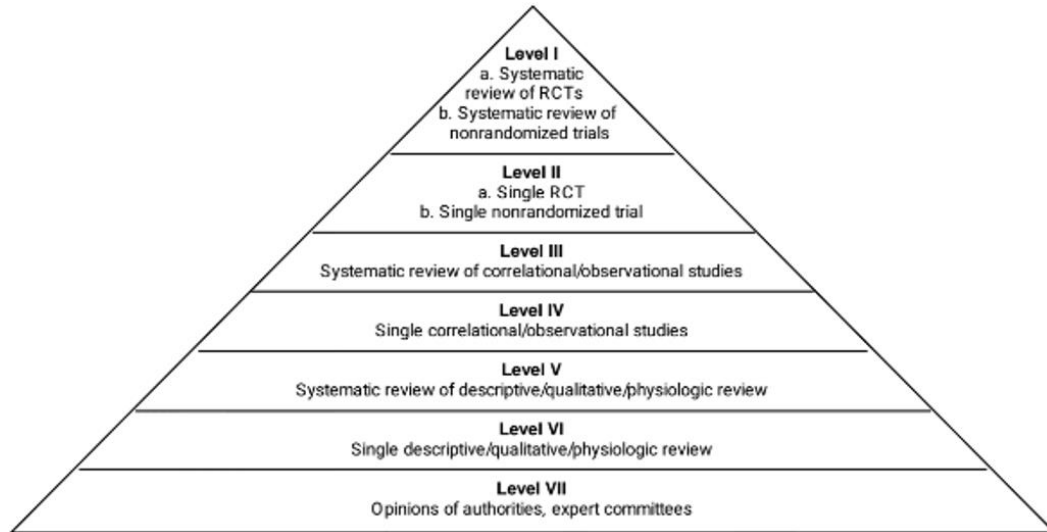 Level I
a. Systematic
review of RCTs
b. Systematic review of
nonrandomized trials
Level II
a. Single RCT
b. Single nonrandomized trial
Level III
Systematic review of correlational/observational studies
Level IV
Single correlational/observational studies
Level V
Systematic review of descriptive/qualitative/physiologic review
Level VI
Single descriptive/qualitative/physiologic review
Level VII
Opinions of authorities, expert committees